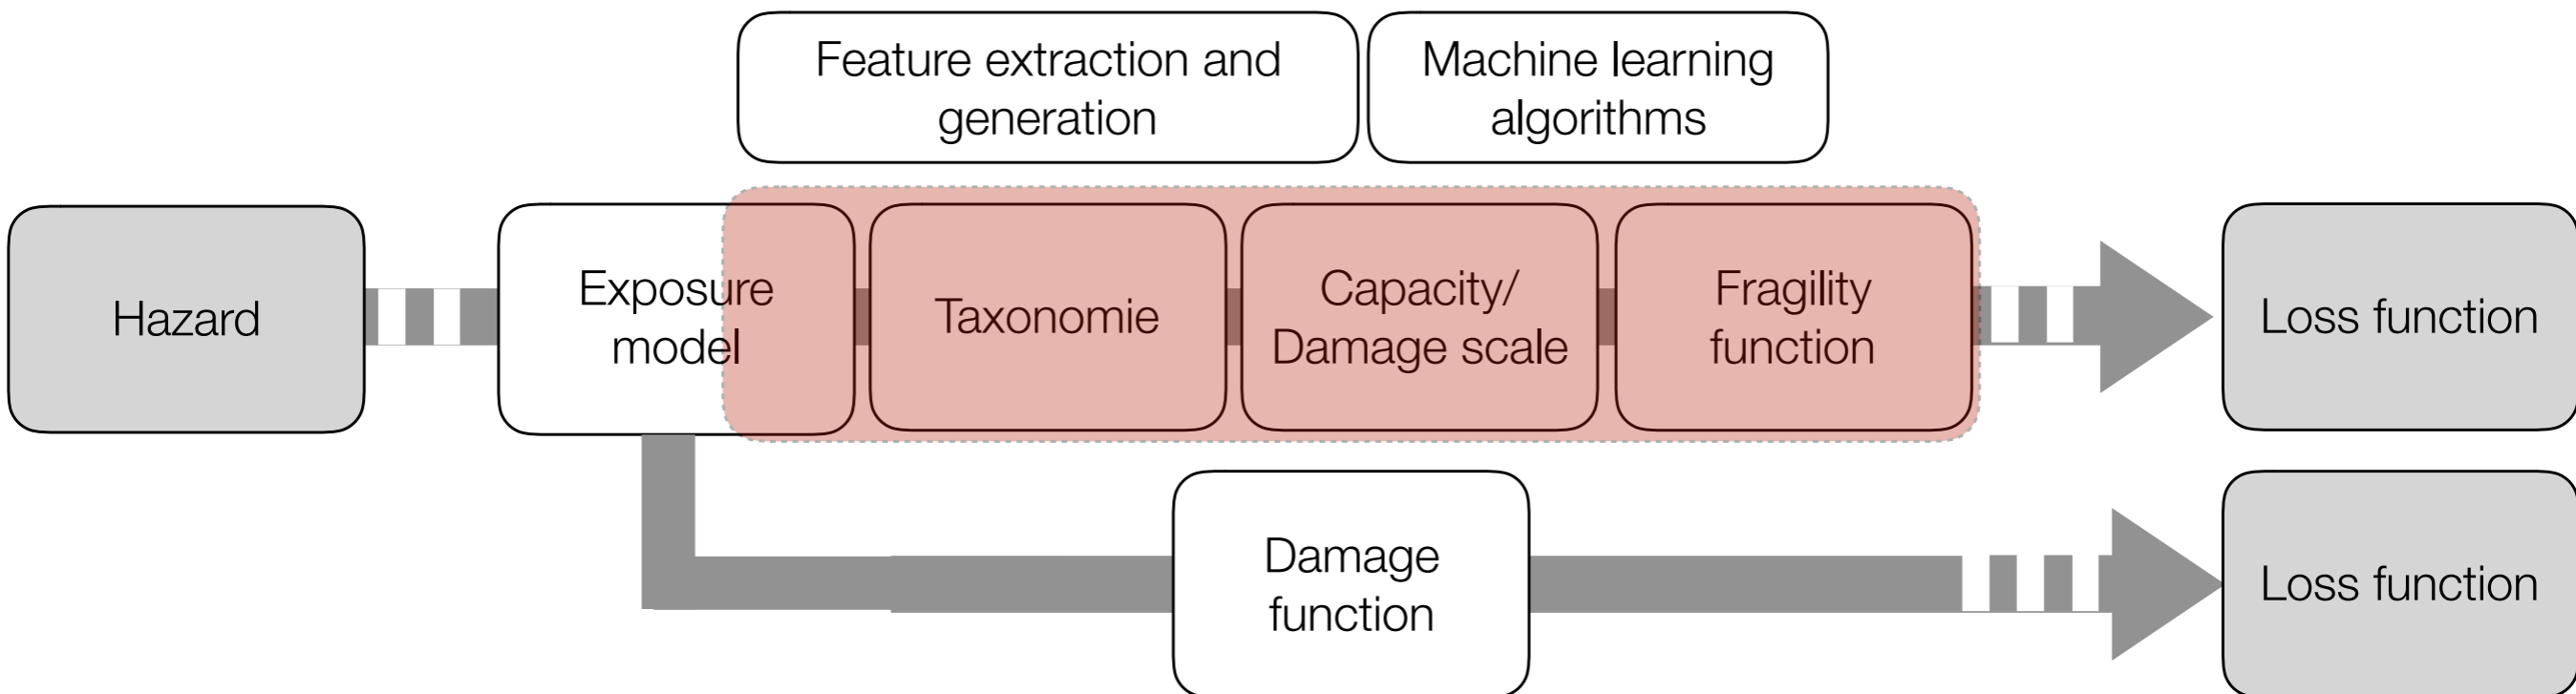 Feature extraction and
generation
Machine learning
algorithms
Hazard
Exposure
model
Taxonomie
Capacity/
Damage scale
Fragility
function
Loss function
Damage
function
Loss function